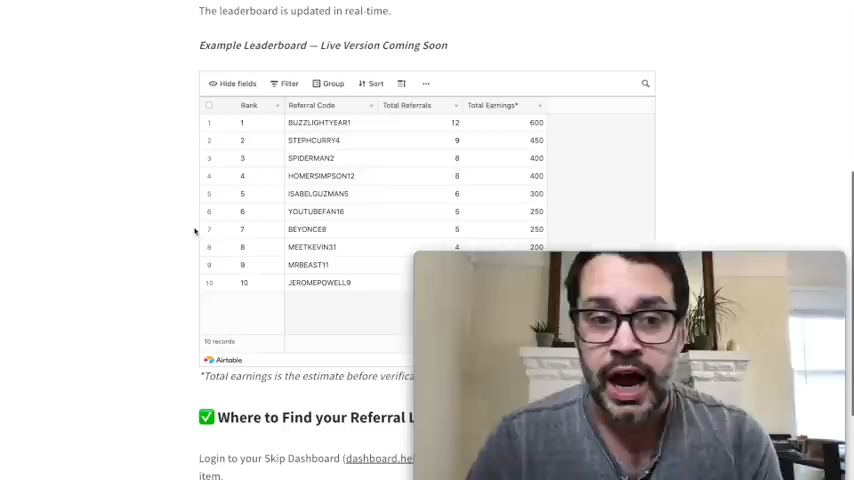 The leaderboard is updated in real-time.
Example Leaderboard — Live Version Coming Soon
Hide fields Filter Group Sort
Rank Referral Code Total Referrals Total Earnings*
1 1 BUZZLIGHTYEAR1 12 600
2 2 STEPHCURRY4 9 450
3 3 SPIDERMAN2 8 400
4 4 HOMERSIMPSON12 8 400
5 5 ISABELGUZMAN5 6 300
6 6 YOUTUBEFAN16 5 250
7 7 BEYONCE8 5 250
8 8 MEETKEVIN31 4 200
9 9 MRBEAST11
10 10 JEROMEPOWELL9
10 records
Airtable
*Total earnings is the estimate before verifica
Where to Find your Referral L
Login to your Skip Dashboard (dashboard.hel
item.